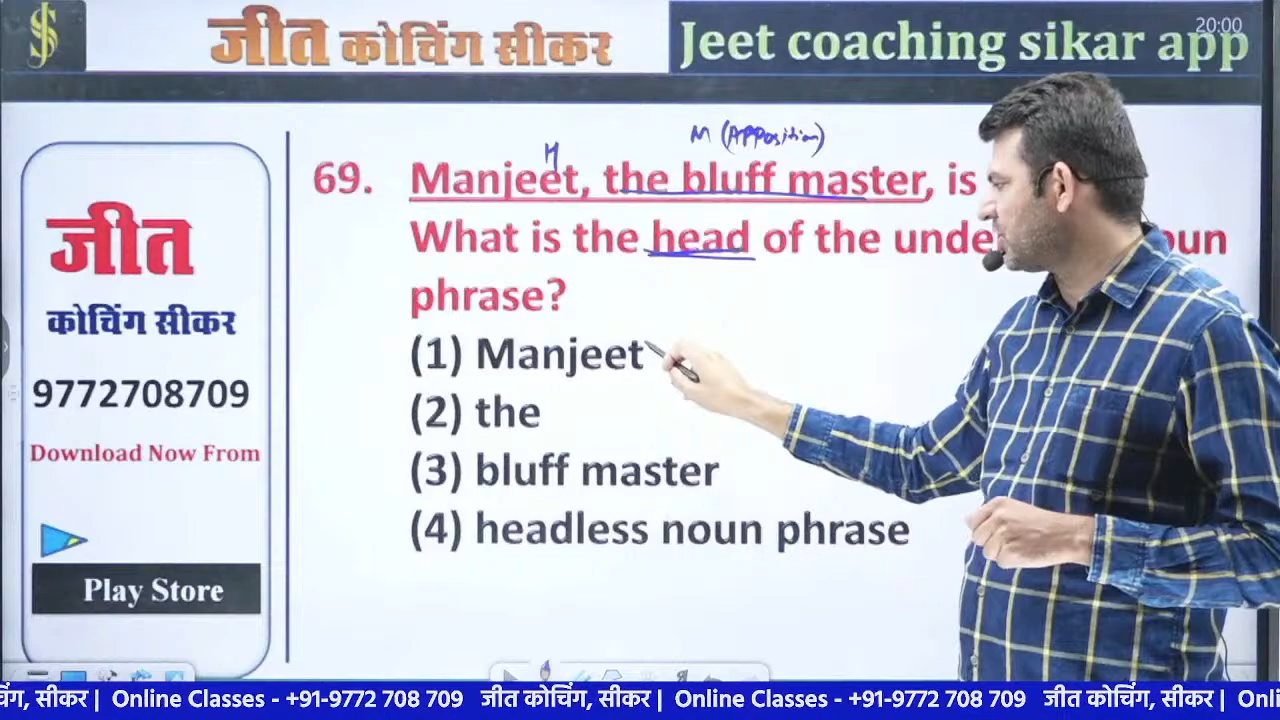 जीत कोचिंग सीकर
Jeet coaching sikar app
20:00
जीत
कोचिंग सीकर
9772708709
Download Now From
Play Store
M (Apposition)
H
69. Manjeet, the bluff master, is
What is the head of the unde oun
phrase?
(1) Manjeet
(2) the
(3) bluff master
(4) headless noun phrase
चिंग, सीकर | Online Classes - +91-9772 708 709 जीत कोचिंग, सीकर | Online Classes - +91-9772 708 709 जीत कोचिंग, सीकर | Onli